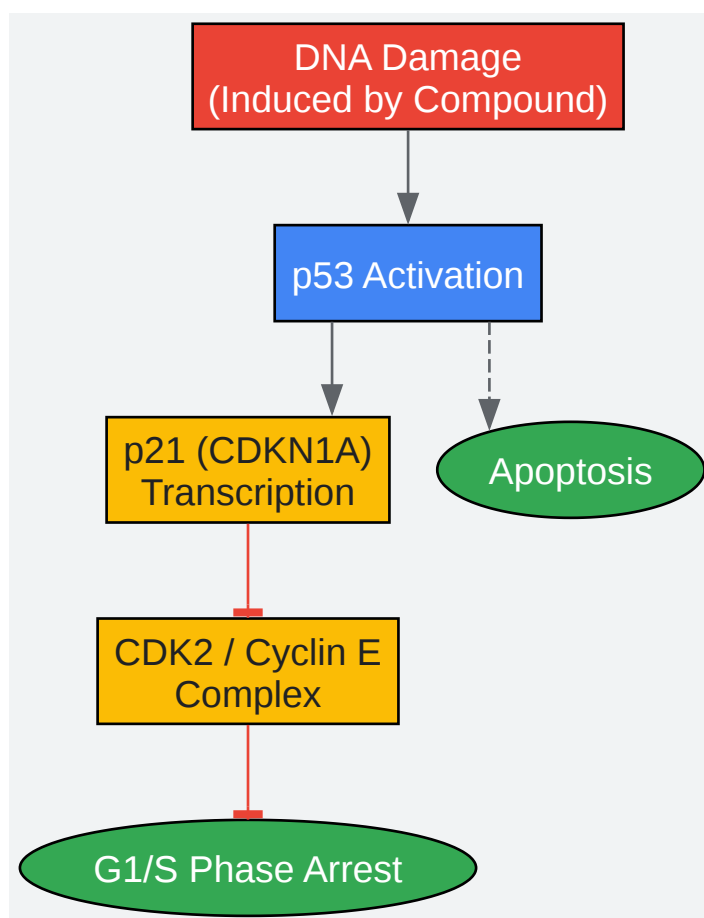 DNA Damage
(Induced by Compound)
p53 Activation
p21 (CDKN1A)
Transcription
Apoptosis
CDK2 / Cyclin E
Complex
G1/S Phase Arrest